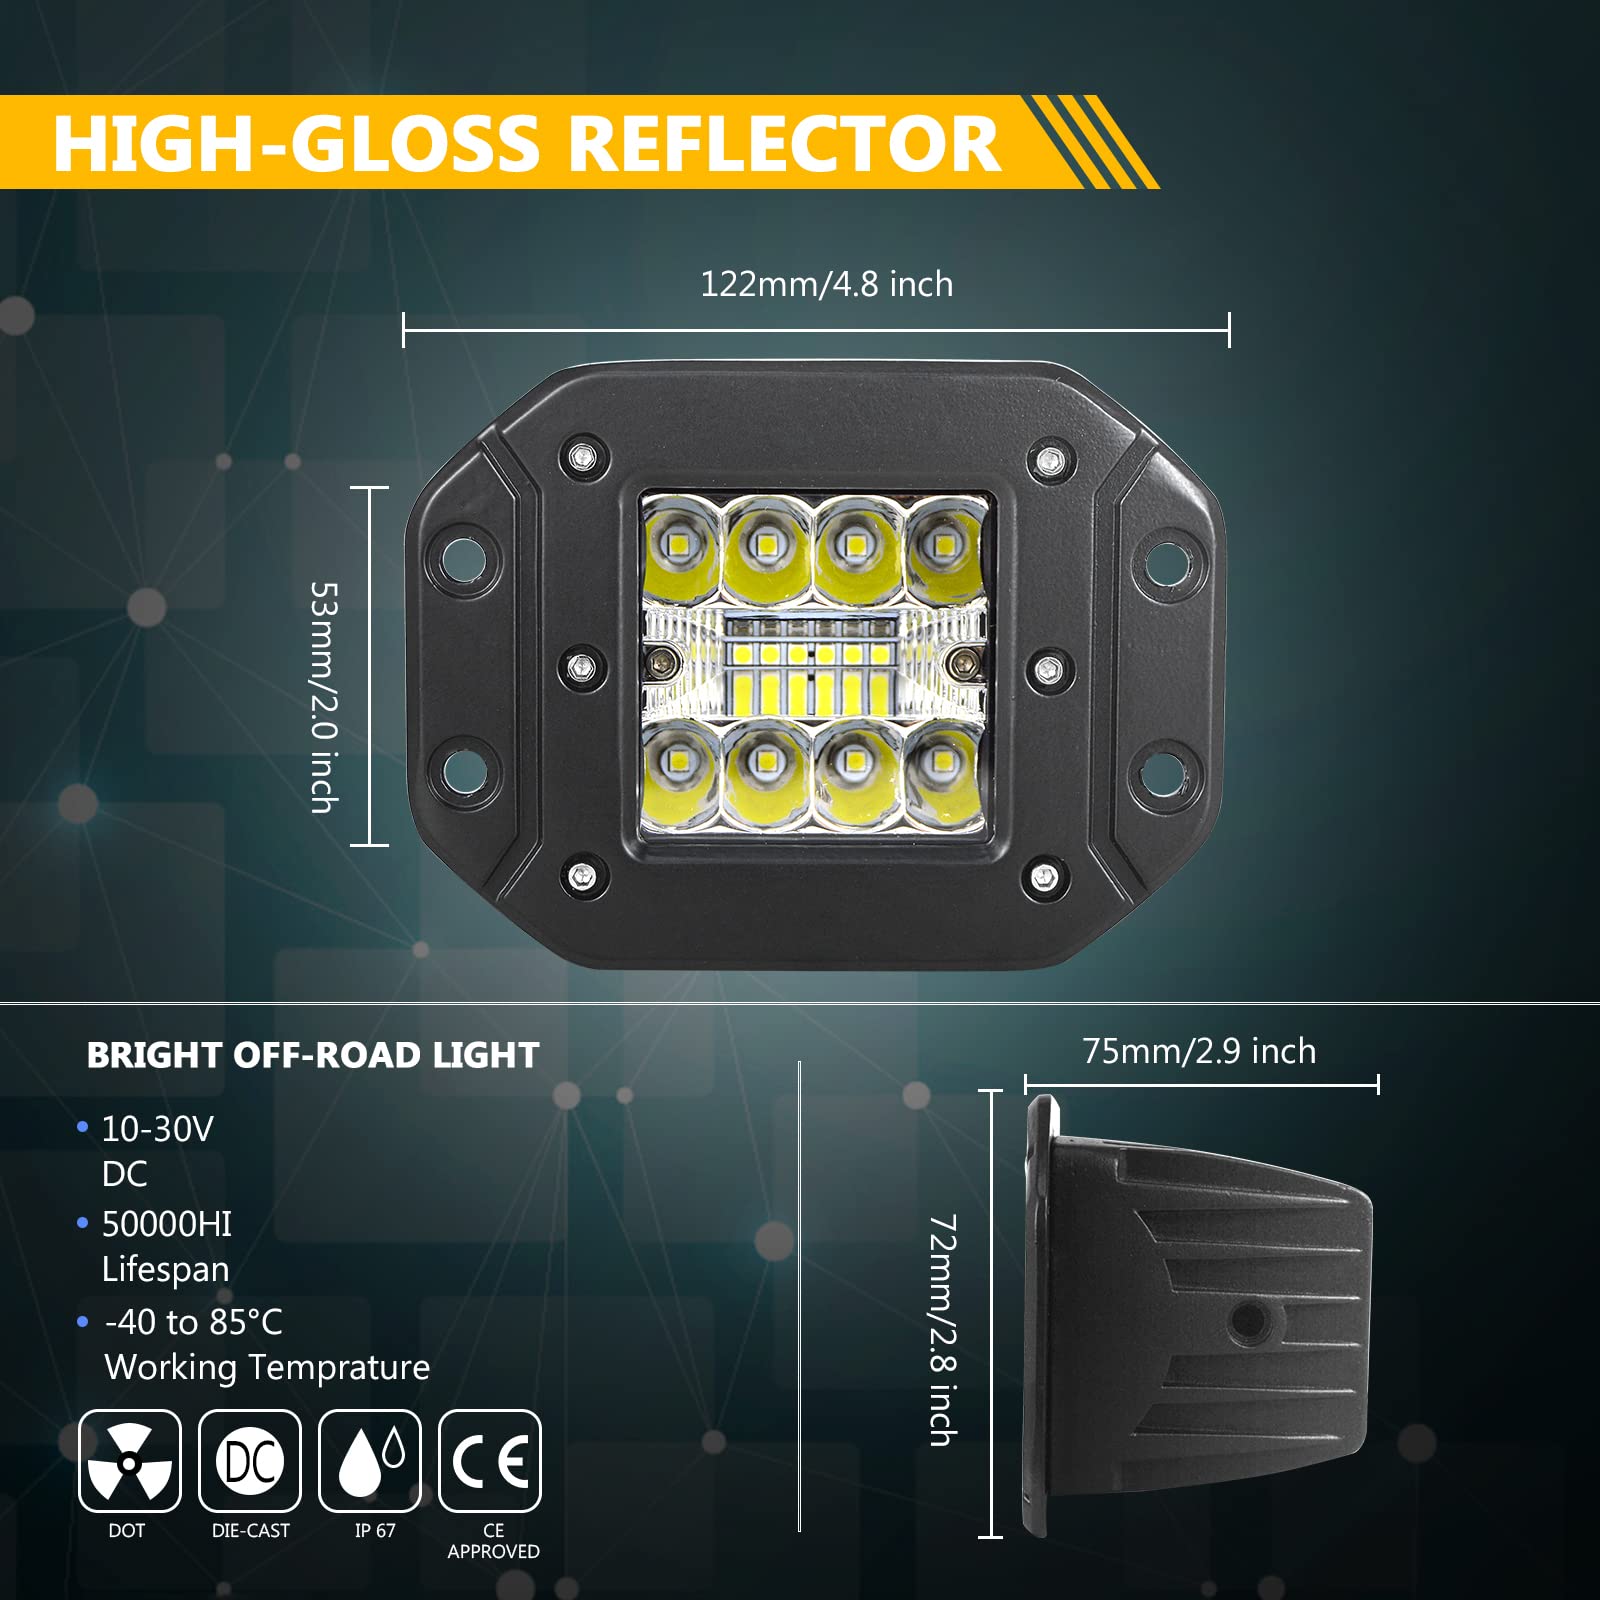 HIGH-GLOSS REFLECTOR
122mm/4.8 inch
53mm/2.0 inch
BRIGHT OFF-ROAD LIGHT
10-30V
DC
50000HI
Lifespan
-40 to 85°C
Working Temprature
DC
CE
DOT
DIE-CAST
IP 67
CE
APPROVED
75mm/2.9 inch
72mm/2.8 inch